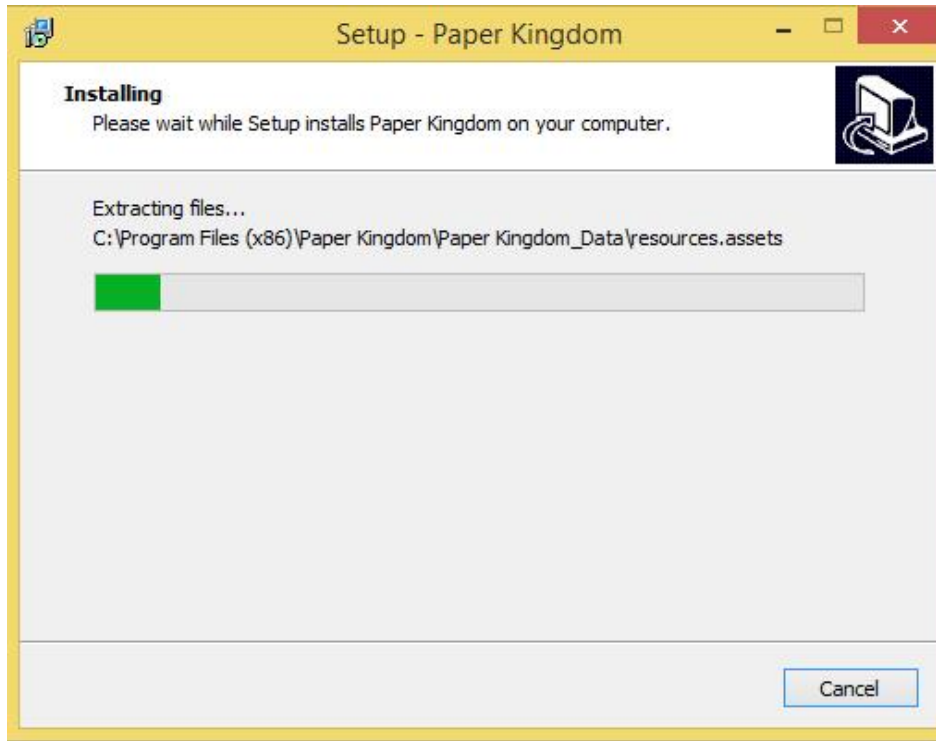 Setup - Paper Kingdom
Installing
Please wait while Setup installs Paper Kingdom on your computer.
Extracting files...
C:\Program Files (x86)\Paper Kingdom\Paper Kingdom_Data\resources.assets
Cancel